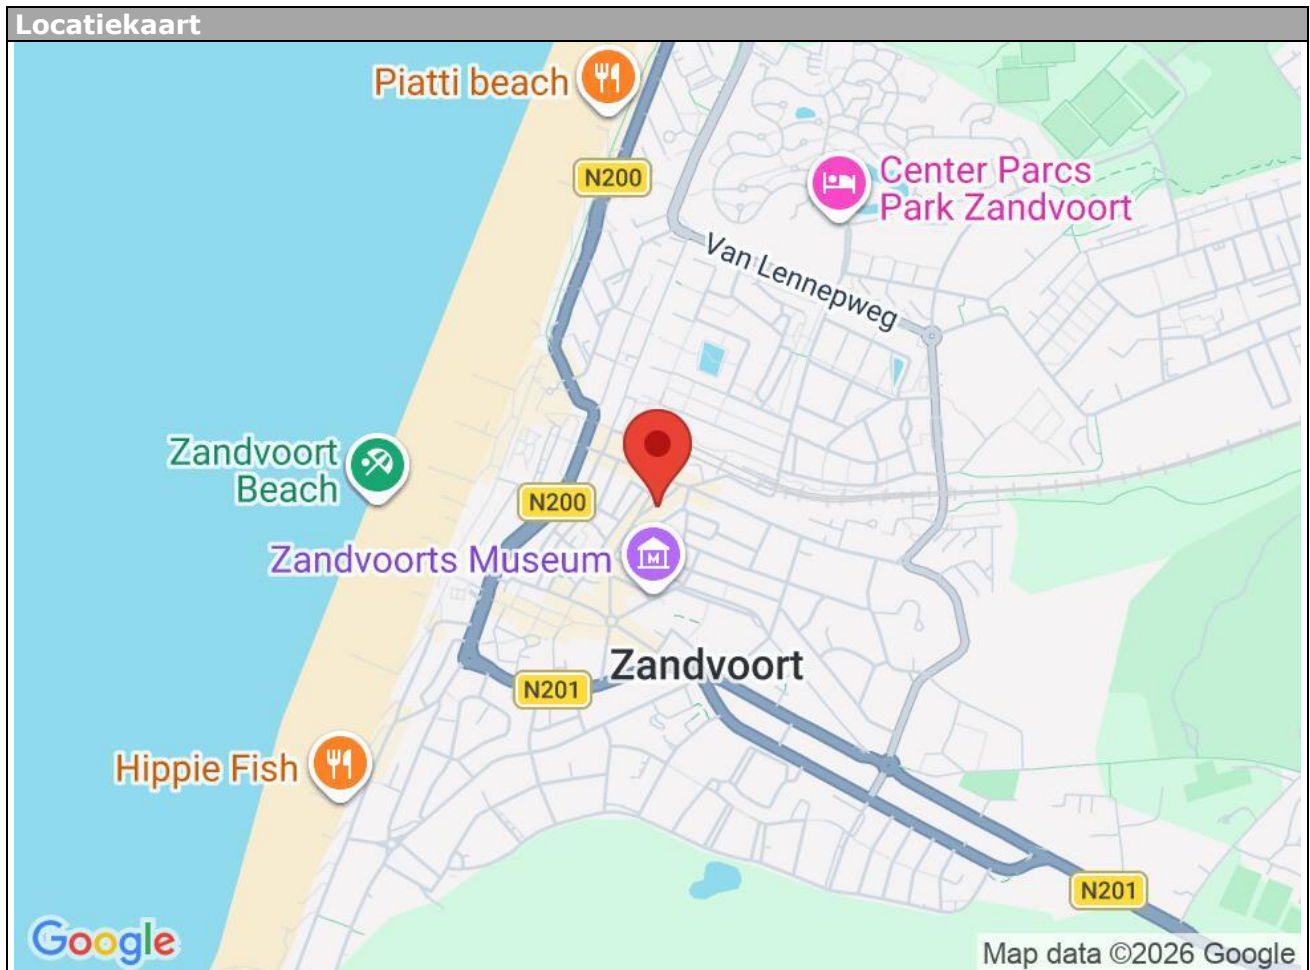 Locatiekaart
Piatti beach
N200
Center Parcs
Park Zandvoort
Van Lennepweg
Zandvoort
Beach
N200
Zandvoorts Museum
M
Zandvoort
N201
Hippie Fish
N201
Google
Map data ©2026 Google